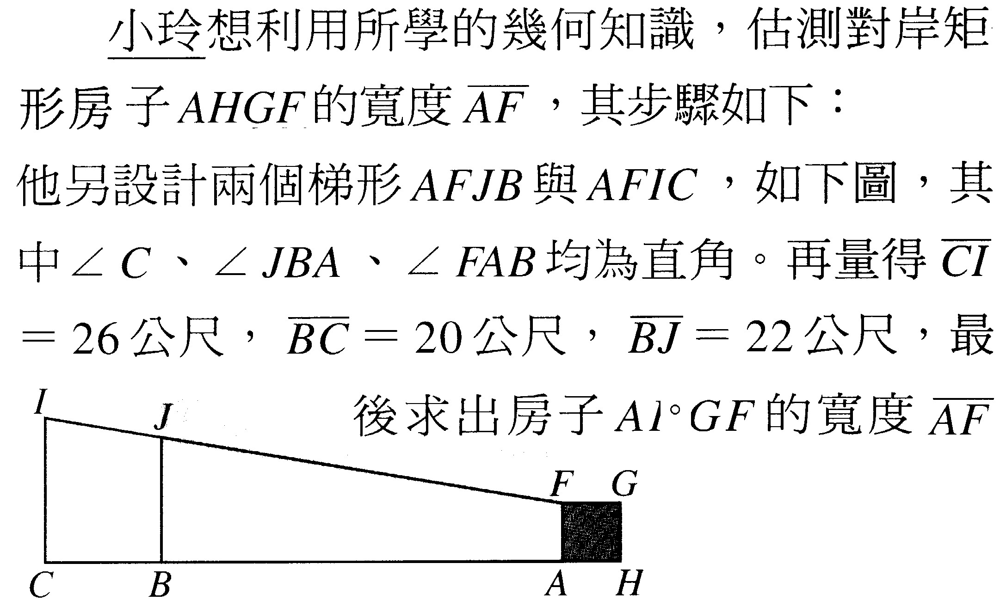 小玲想利用所學的幾何知識，估測對岸矩
形房子AHGF的寬度AF，其步驟如下：
他另設計兩個梯形AFJB與AFIC，如下圖，其
中∠C、∠JBA、∠FAB均為直角。再量得CI
＝26公尺，BC＝20公尺，BJ＝22公尺，最
後求出房子A GF的寬度AF
I
J
F G
C B A H